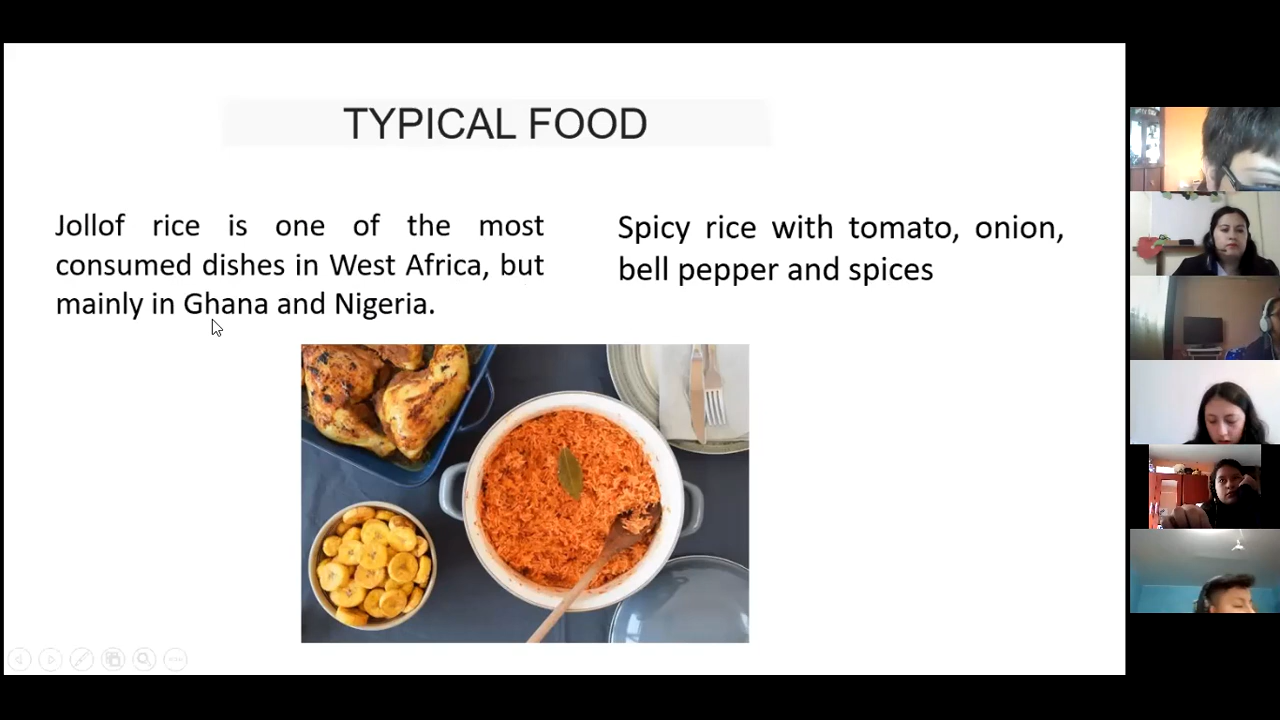 TYPICAL FOOD
Jollof rice is one of the most
consumed dishes in West Africa, but
mainly in Ghana and Nigeria.
Spicy rice with tomato, onion,
bell pepper and spices